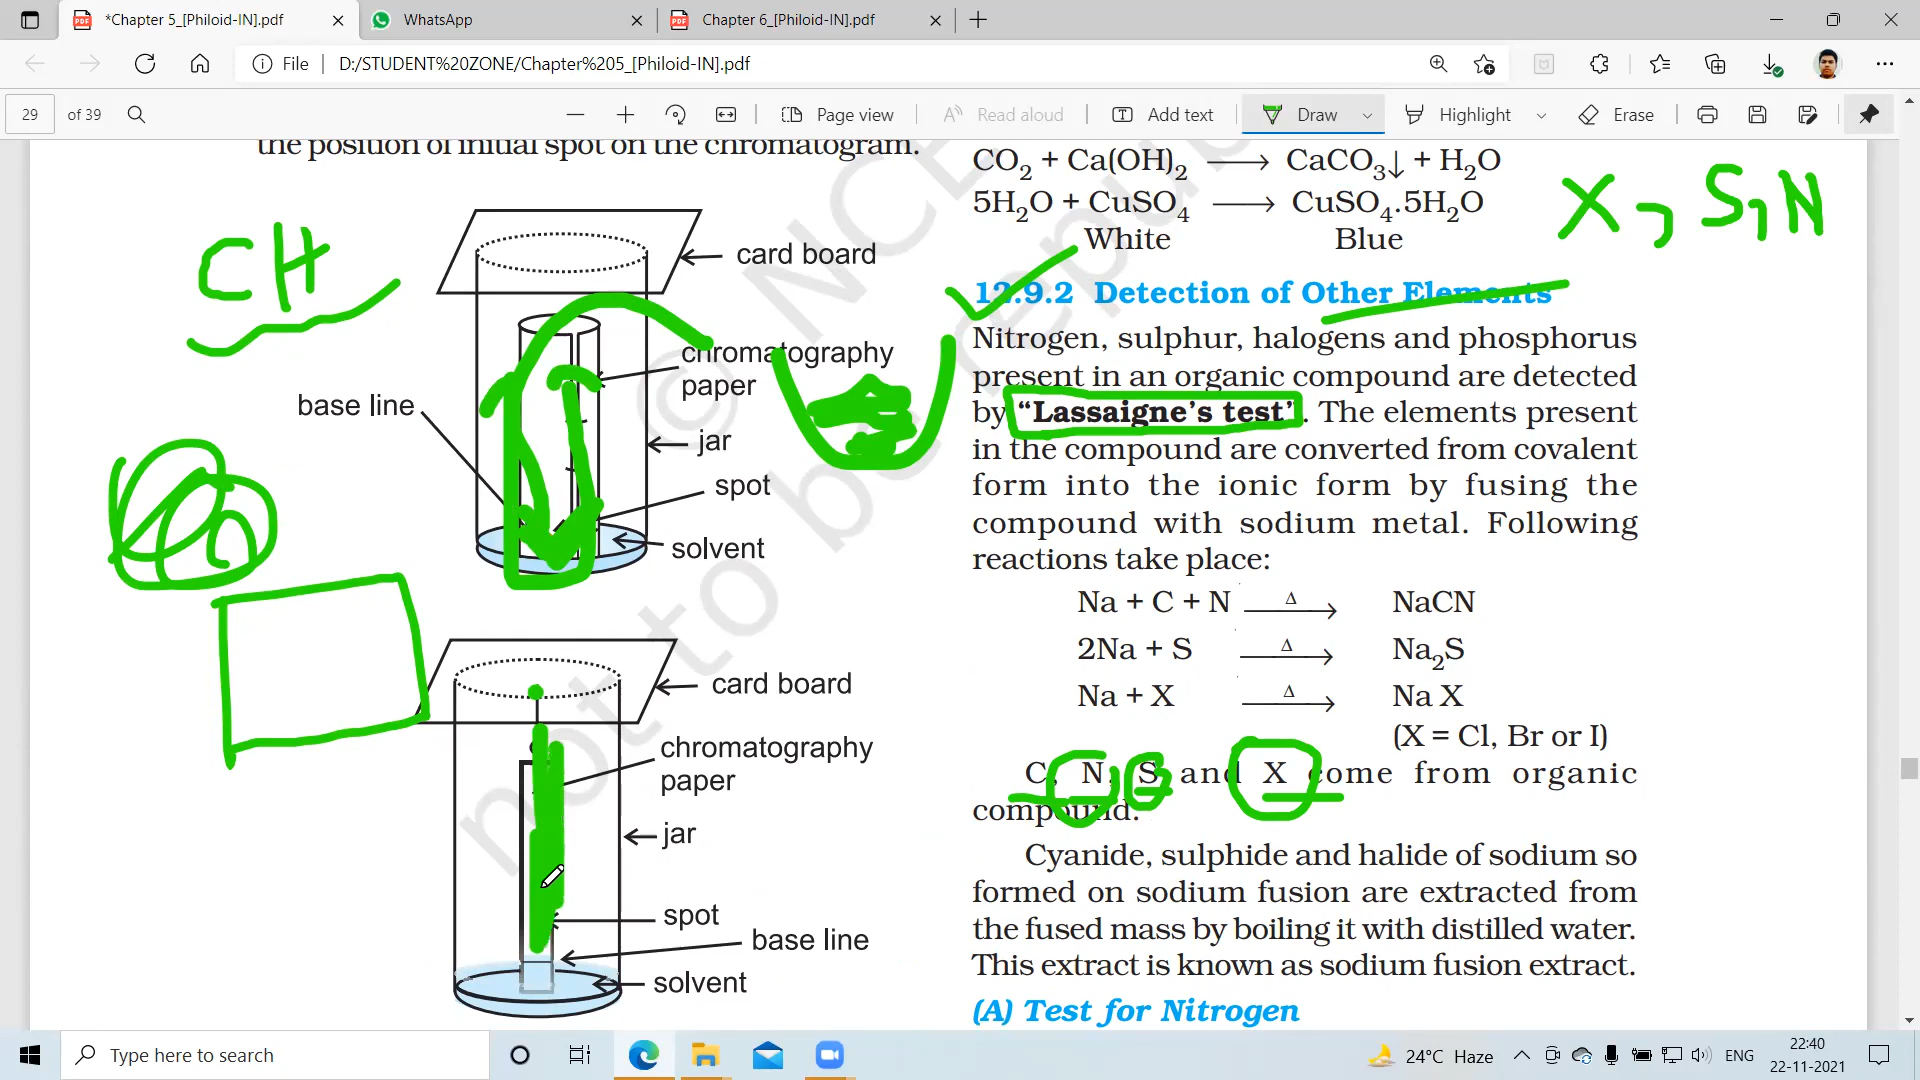 *Chapter 5_[Philoid-IN].pdf
WhatsApp
Chapter 6_[Philoid-IN].pdf
File
D:/STUDENT%20ZONE/Chapter%205_[Philoid-IN].pdf
29 of 39
Page view
Read aloud
Add text
Draw
Highlight
Erase
the position of initial spot on the chromatogram.
CH
card board
chromatography
paper
base line
jar
spot
solvent
card board
chromatography
paper
jar
spot
base line
solvent
© NCE
not to be republ
CO2 + Ca(OH)2 ⟶ CaCO3↓ + H2O
5H2O + CuSO4 ⟶ CuSO4.5H2O
White Blue
X, S, N
12.9.2 Detection of Other Elements
Nitrogen, sulphur, halogens and phosphorus
present in an organic compound are detected
by “Lassaigne’s test”. The elements present
in the compound are converted from covalent
form into the ionic form by fusing the
compound with sodium metal. Following
reactions take place:
Na + C + N Δ⟶ NaCN
2Na + S Δ⟶ Na2S
Na + X Δ⟶ Na X
(X = Cl, Br or I)
C, N, S and X come from organic
compound.
Cyanide, sulphide and halide of sodium so
formed on sodium fusion are extracted from
the fused mass by boiling it with distilled water.
This extract is known as sodium fusion extract.
(A) Test for Nitrogen
Type here to search
24°C Haze
ENG
22:40
22-11-2021